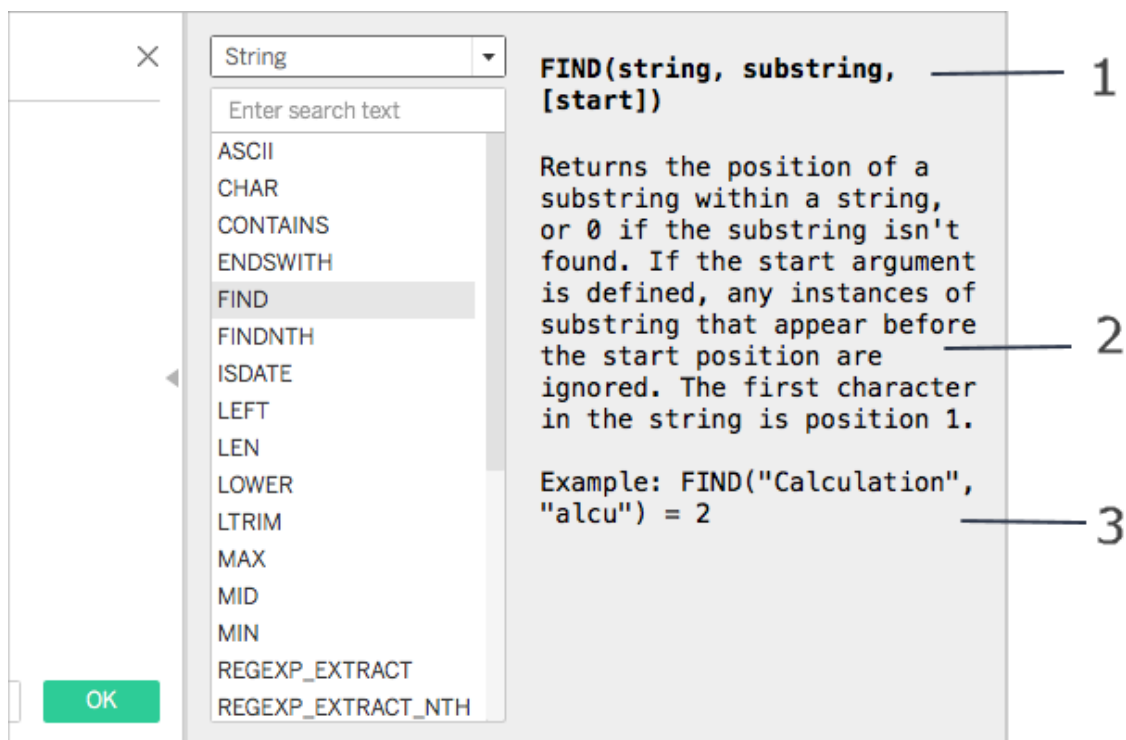 String
Enter search text
ASCII
CHAR
CONTAINS
ENDSWITH
FIND
FINDNTH
ISDATE
LEFT
LEN
LOWER
LTRIM
MAX
MID
MIN
REGEXP_EXTRACT
REGEXP_EXTRACT_NTH
OK
FIND(string, substring,
[start])
Returns the position of a
substring within a string,
or 0 if the substring isn't
found. If the start argument
is defined, any instances of
substring that appear before
the start position are
ignored. The first character
in the string is position 1.
Example: FIND("Calculation",
"alcu") = 2
1
2
3